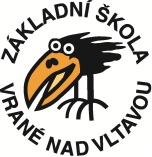 ZÁKLADNÍ ŠKOLA
VRANÉ NAD VLTAVOU